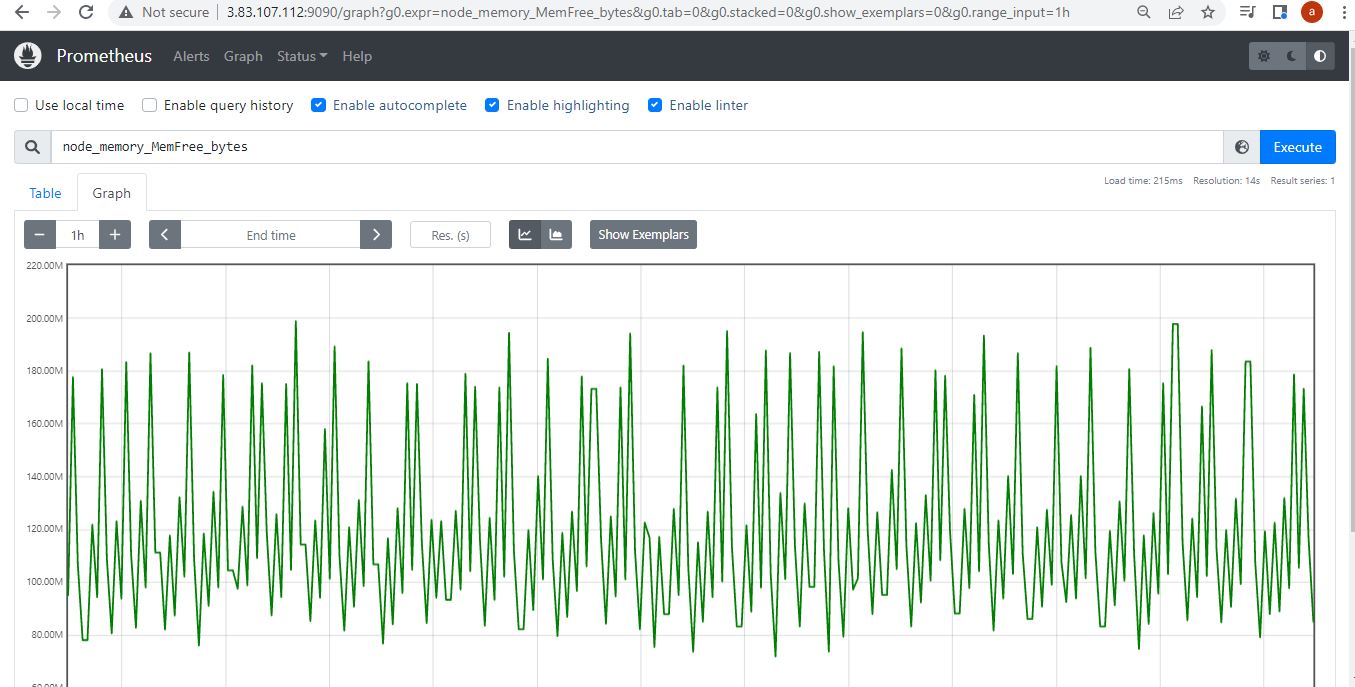 Not secure 3.83.107.112:9090/graph?g0.expr=node_memory_MemFree_bytes&g0.tab=0&g0.stacked=0&g0.show_exemplars=0&g0.range_input=1h a
Prometheus Alerts Graph Status Help
Use local time Enable query history Enable autocomplete Enable highlighting Enable linter
node_memory_MemFree_bytes Execute
Load time: 215ms Resolution: 14s Result series: 1
Table Graph
− 1h + End time Res. (s) Show Exemplars
220.00M
200.00M
180.00M
160.00M
140.00M
120.00M
100.00M
80.00M
60.00M